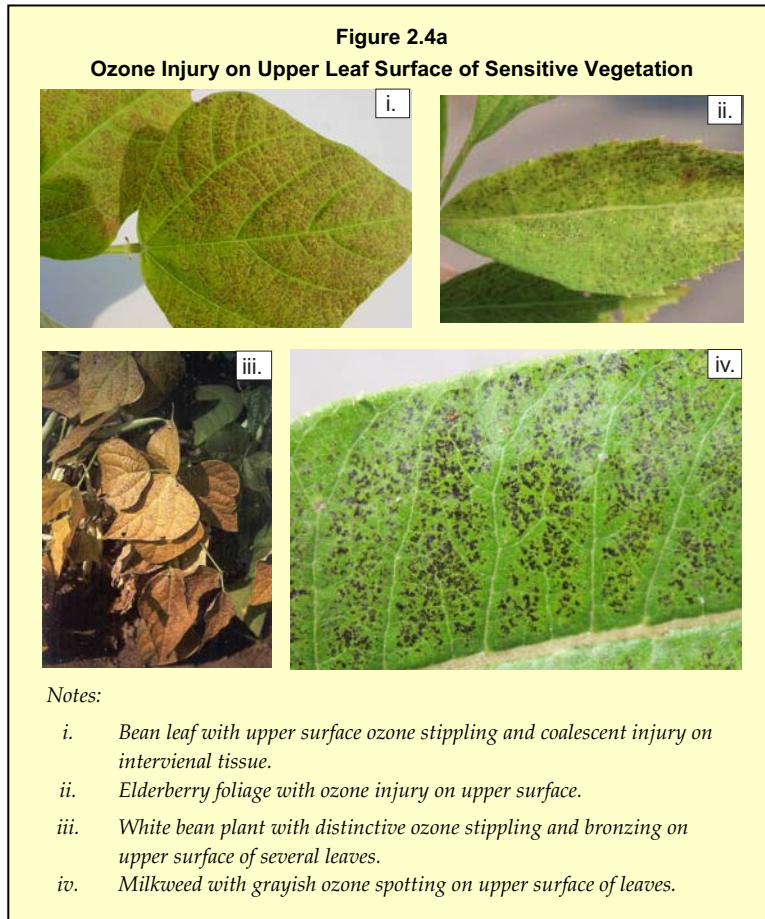 Figure 2.4a
Ozone Injury on Upper Leaf Surface of Sensitive Vegetation
i.
ii.
iii.
iv.
Notes:
i. Bean leaf with upper surface ozone stippling and coalescent injury on
intervienal tissue.
ii. Elderberry foliage with ozone injury on upper surface.
iii. White bean plant with distinctive ozone stippling and bronzing on
upper surface of several leaves.
iv. Milkweed with grayish ozone spotting on upper surface of leaves.